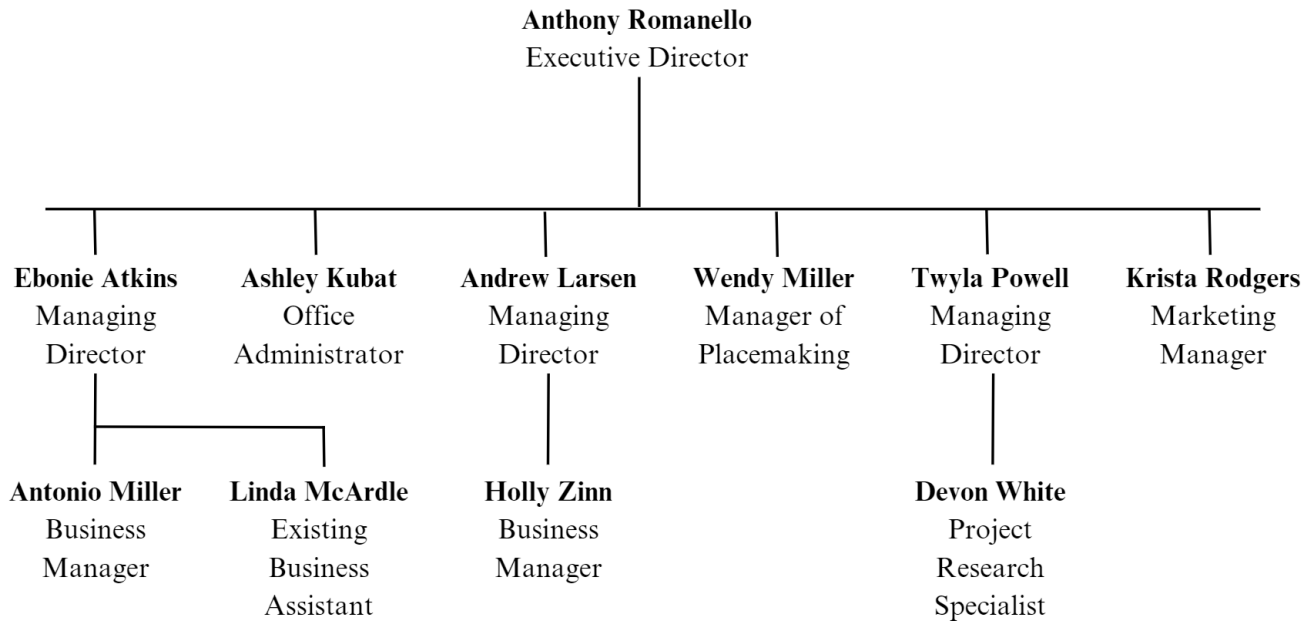 Anthony Romanello
Executive Director
Ebonie Atkins
Managing
Director
Ashley Kubat
Office
Administrator
Andrew Larsen
Managing
Director
Wendy Miller
Manager of
Placemaking
Twyla Powell
Managing
Director
Krista Rodgers
Marketing
Manager
Antonio Miller
Business
Manager
Linda McArdle
Existing
Business
Assistant
Holly Zinn
Business
Manager
Devon White
Project
Research
Specialist